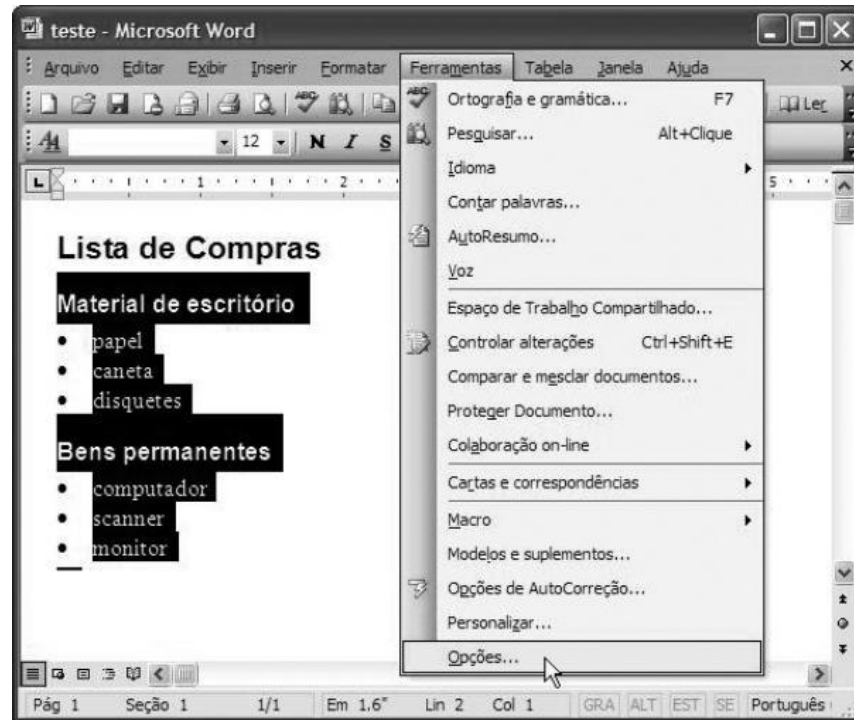 teste - Microsoft Word
Arquivo Editar Exibir Inserir Formatar Ferramentas Tabela Janela Ajuda
Ler
12 N I S
1 2 5
Lista de Compras
Material de escritório
• papel
• caneta
• disquetes
Bens permanentes
• computador
• scanner
• monitor
Ortografia e gramática... F7
Pesquisar... Alt+Clique
Idioma
Contar palavras...
AutoResumo...
Voz
Espaço de Trabalho Compartilhado...
Controlar alterações Ctrl+Shift+E
Comparar e mesclar documentos...
Proteger Documento...
Colaboração on-line
Cartas e correspondências
Macro
Modelos e suplementos...
Opções de AutoCorreção...
Personalizar...
Opções...
Pág 1 Seção 1 1/1 Em 1.6" Lin 2 Col 1 GRA ALT EST SE Português